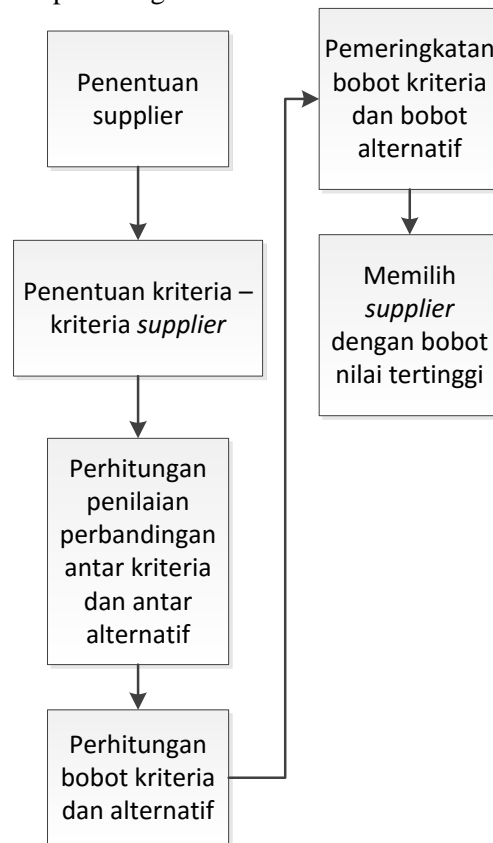 Penentuan
supplier
Penentuan kriteria –
kriteria supplier
Perhitungan
penilaian
perbandingan
antar kriteria
dan antar
alternatif
Perhitungan
bobot kriteria
dan alternatif
Pemeringkatan
bobot kriteria
dan bobot
alternatif
Memilih
supplier
dengan bobot
nilai tertinggi